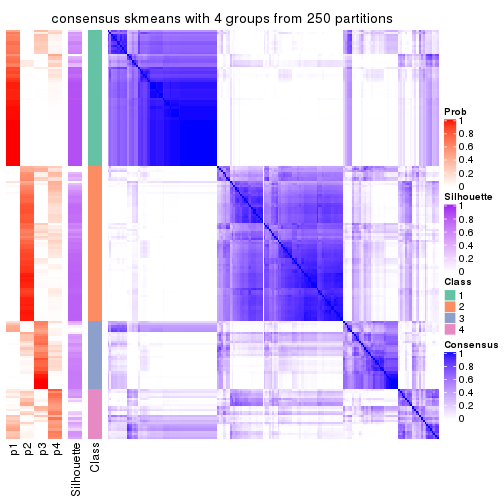 consensus skmeans with 4 groups from 250 partitions
Prob
1
0.8
0.6
0.4
0.2
0
Silhouette
1
0.8
0.6
0.4
0.2
0
Class
1
2
3
4
Consensus
1
0.8
0.6
0.4
0.2
0
p1
p2
p3
p4
Silhouette
Class